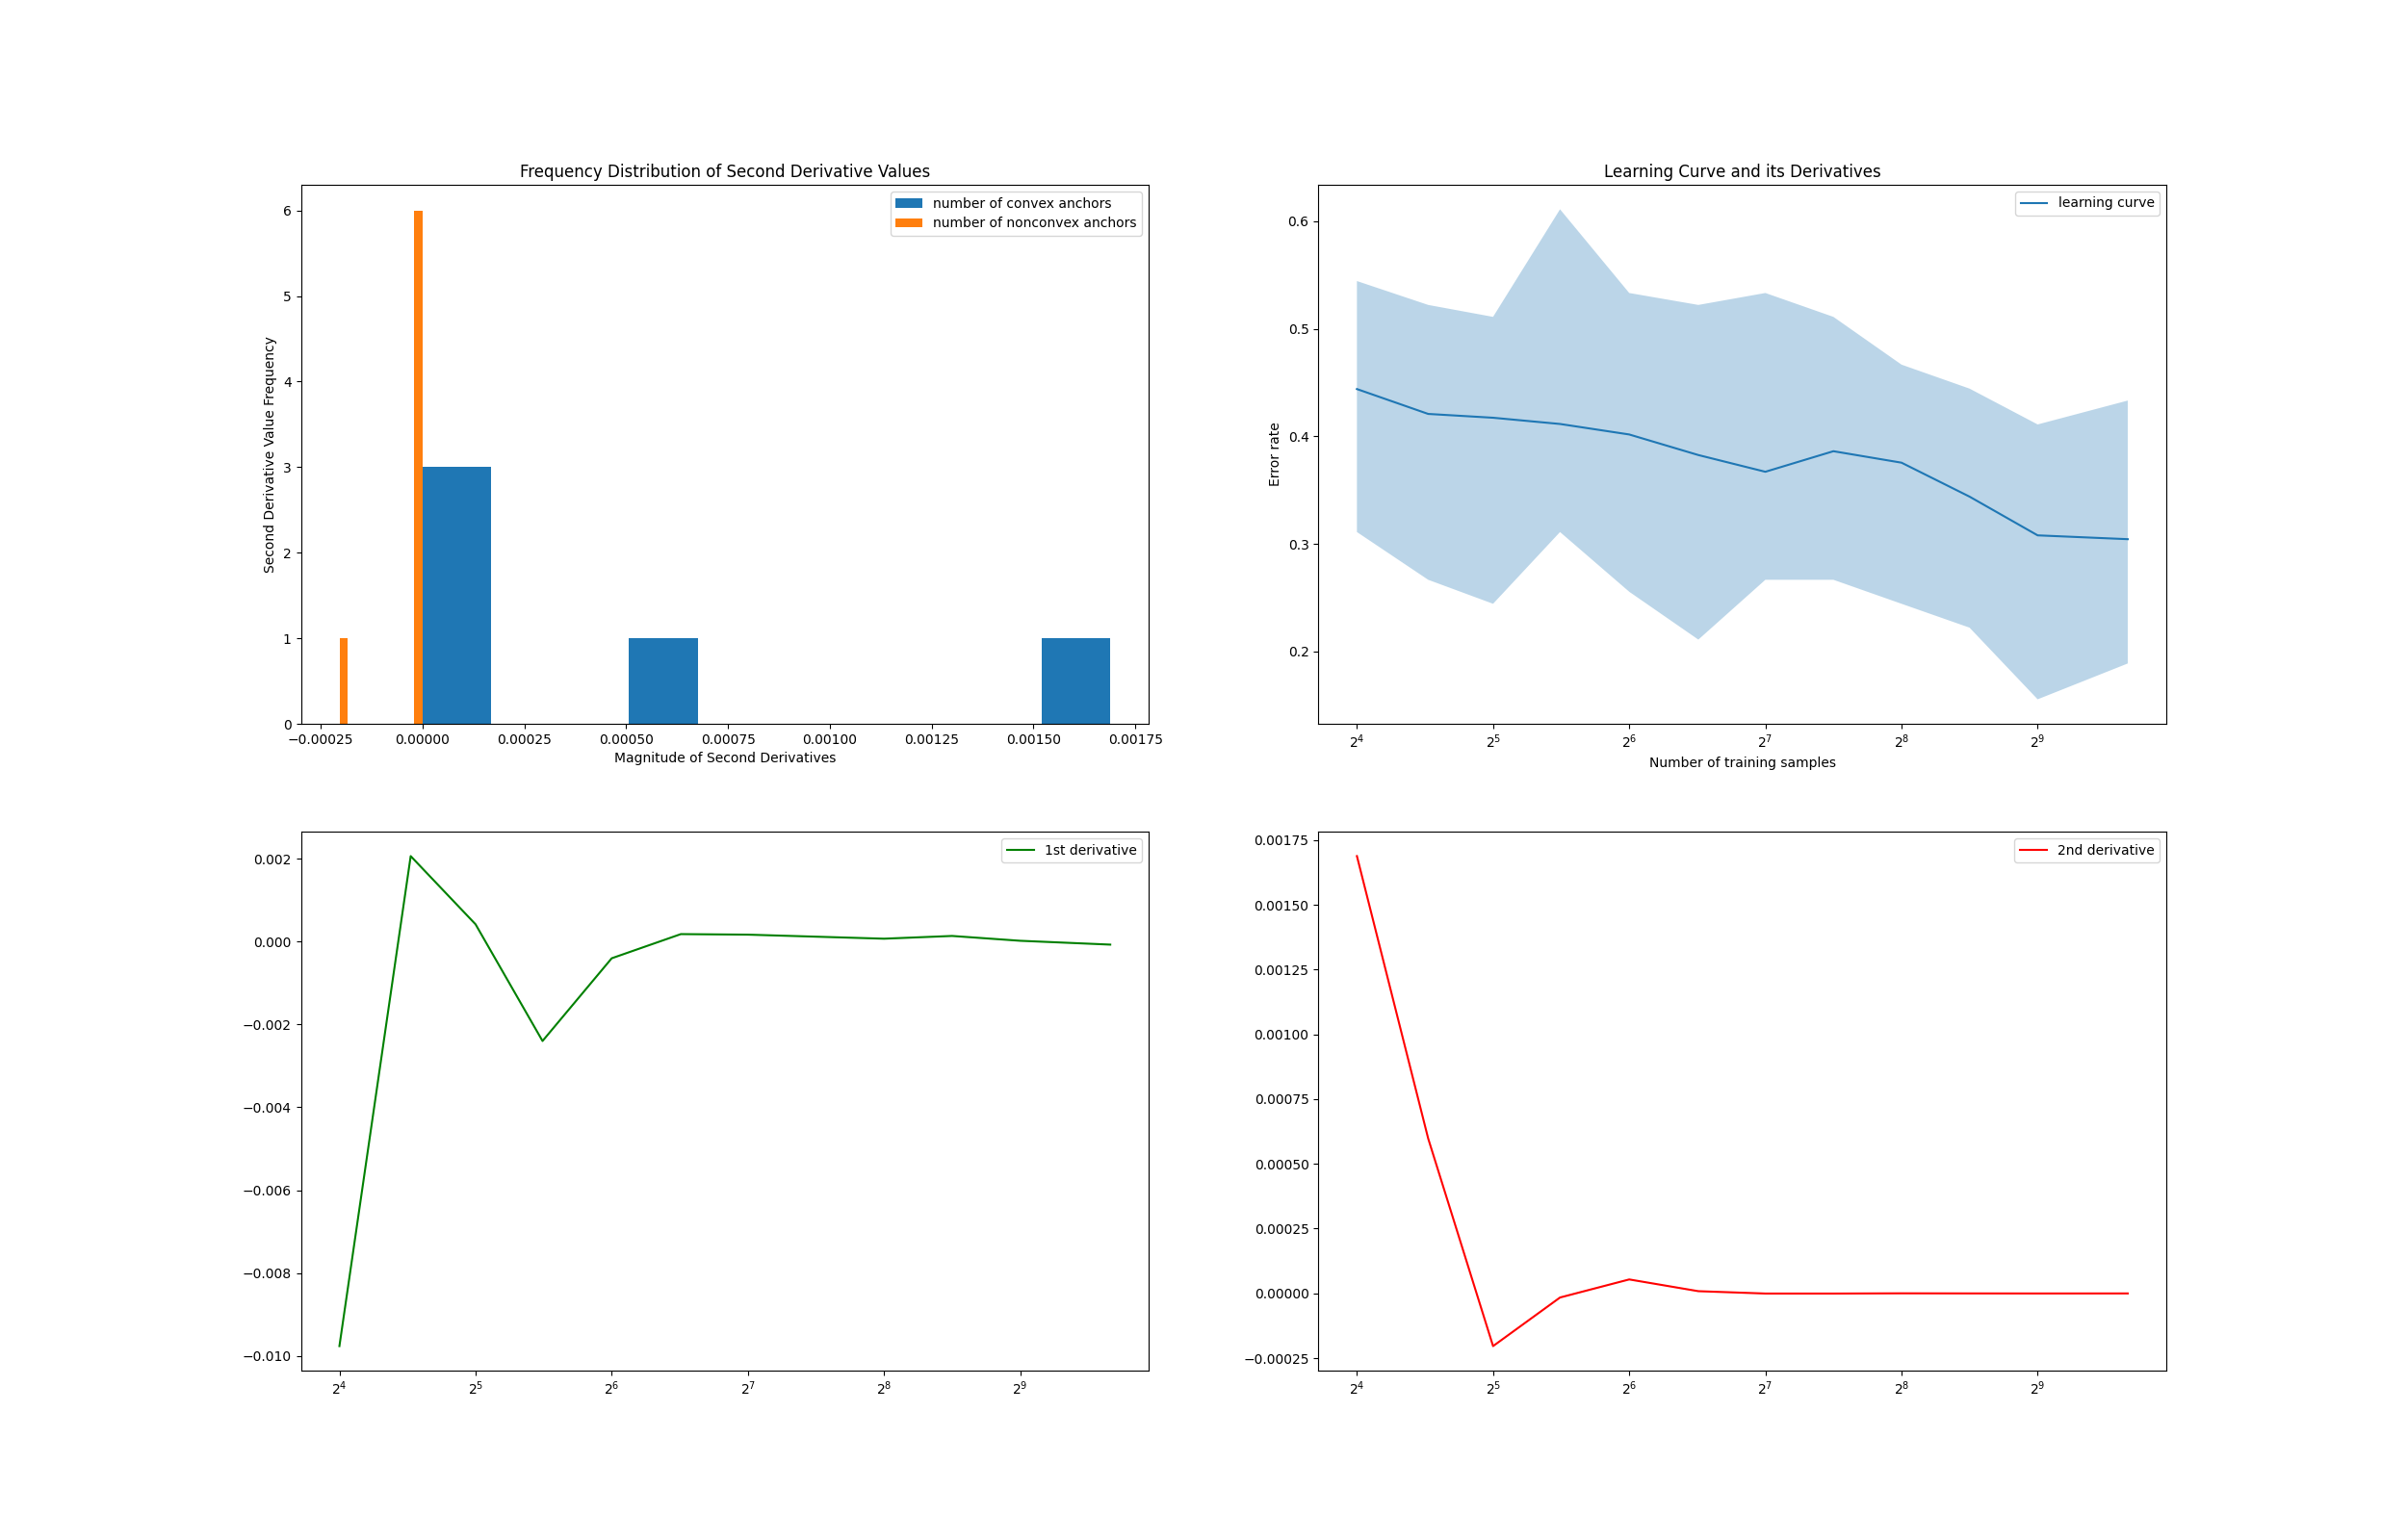 Frequency Distribution of Second Derivative Values
number of convex anchors
number of nonconvex anchors
Second Derivative Value Frequency
6
5
4
3
2
1
0
−0.00025 0.00000 0.00025 0.00050 0.00075 0.00100 0.00125 0.00150 0.00175
Magnitude of Second Derivatives
Learning Curve and its Derivatives
learning curve
Error rate
0.6
0.5
0.4
0.3
0.2
2⁴ 2⁵ 2⁶ 2⁷ 2⁸ 2⁹
Number of training samples
1st derivative
0.002
0.000
−0.002
−0.004
−0.006
−0.008
−0.010
2⁴ 2⁵ 2⁶ 2⁷ 2⁸ 2⁹
2nd derivative
0.00175
0.00150
0.00125
0.00100
0.00075
0.00050
0.00025
0.00000
−0.00025
2⁴ 2⁵ 2⁶ 2⁷ 2⁸ 2⁹